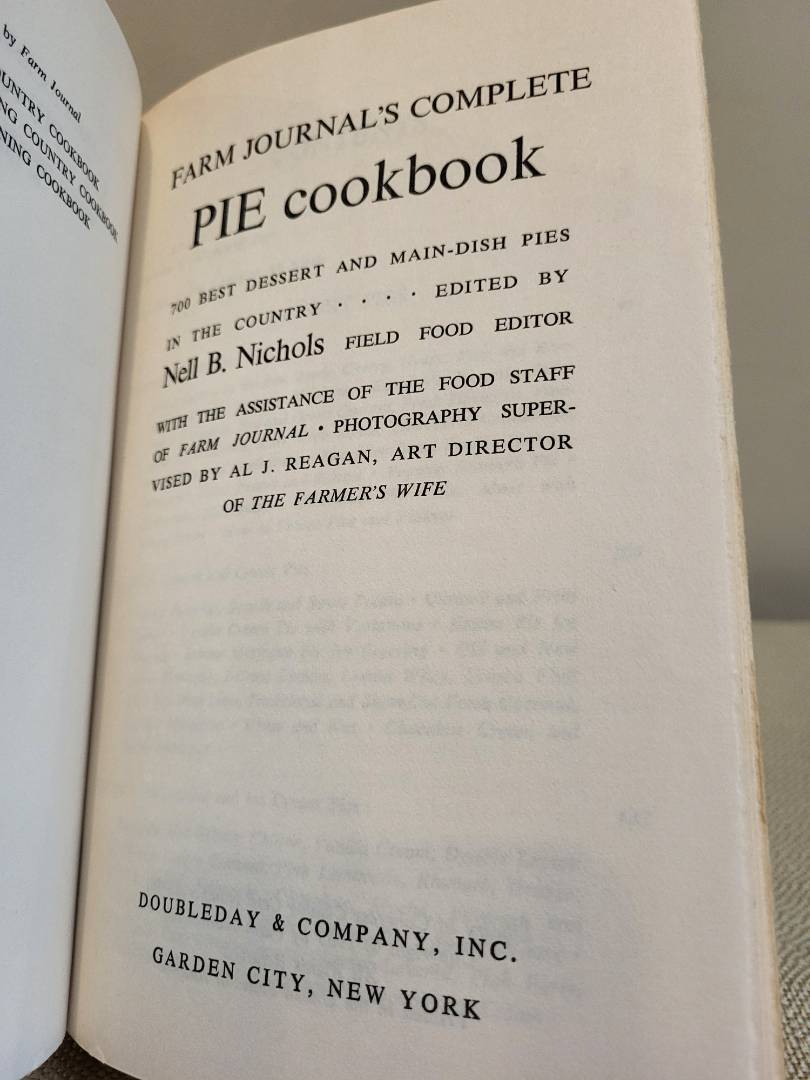 by Farm Journal
COUNTRY COOKBOOK
COUNTRY COOKBOOK
COOKBOOK
FARM JOURNAL'S COMPLETE
PIE cookbook
700 BEST DESSERT AND MAIN-DISH PIES
IN THE COUNTRY . . . . EDITED BY
Nell B. Nichols FIELD FOOD EDITOR
WITH THE ASSISTANCE OF THE FOOD STAFF
OF FARM JOURNAL • PHOTOGRAPHY SUPER-
VISED BY AL J. REAGAN, ART DIRECTOR
OF THE FARMER'S WIFE
DOUBLEDAY & COMPANY, INC.
GARDEN CITY, NEW YORK